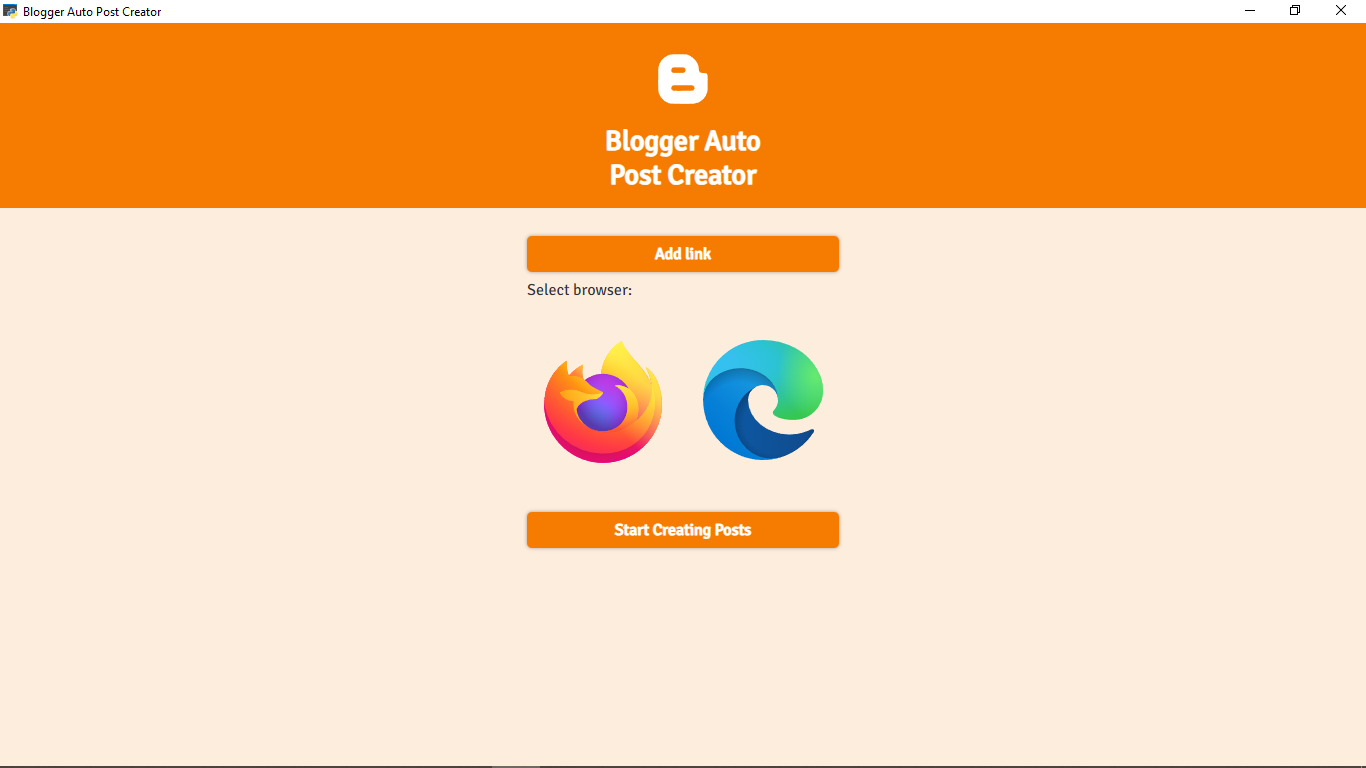 Blogger Auto Post Creator
Blogger Auto
Post Creator
Add link
Select browser:
Start Creating Posts